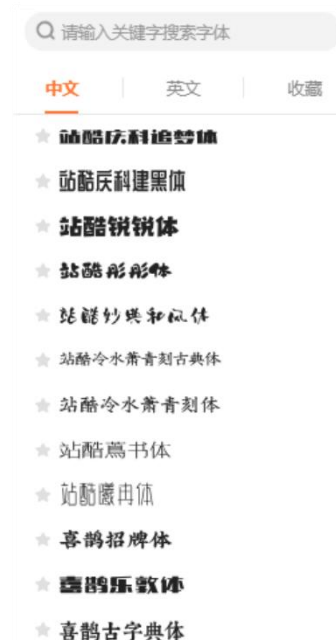 请输入关键字搜索字体
中文 英文 收藏
站酷庆科追梦体
站酷庆科建黑体
站酷锐锐体
站酷彤彤体
站酷妙典和风体
站酷冷水萧青刻古典体
站酷冷水萧青刻体
站酷蔦书体
站酷曦冉体
喜鹊招牌体
喜鹊乐敦体
喜鹊古字典体